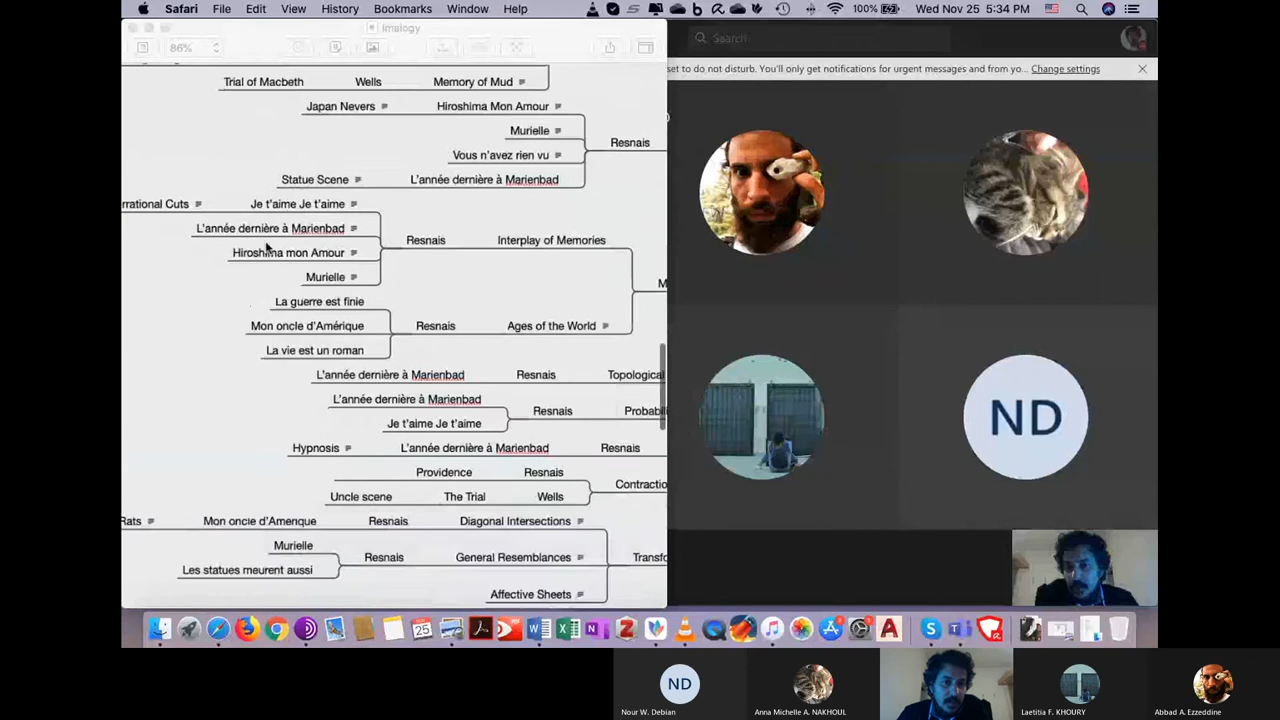 Safari File Edit View History Bookmarks Window Help
100% Wed Nov 25 5:34 PM
Imalogy
86%
Search
set to do not disturb. You'll only get notifications for urgent messages and from yo... Change settings
Trial of Macbeth Wells Memory of Mud
Japan Nevers Hiroshima Mon Amour
Murielle
Resnais
Vous n'avez rien vu
Statue Scene L'année dernière à Marienbad
rrational Cuts Je t'aime Je t'aime
L'année dernière à Marienbad
Resnais Interplay of Memories
Hiroshima mon Amour
Murielle
M
La guerre est finie
Mon oncle d'Amérique Resnais Ages of the World
La vie est un roman
L'année dernière à Marienbad Resnais Topological
L'année dernière à Marienbad
Resnais Probabil
Je t'aime Je t'aime
Hypnosis L'année dernière à Marienbad Resnais
Providence Resnais
Contractio
Uncle scene The Trial Wells
Rats Mon oncle d'Amenque Resnais Diagonal Intersections
Murielle
Resnais General Resemblances Transfo
Les statues meurent aussi
Affective Sheets
ND
25
ND
Nour W. Debian Anna Michelle A. NAKHOUL Laetitia F. KHOURY Abbad A. Ezzeddine